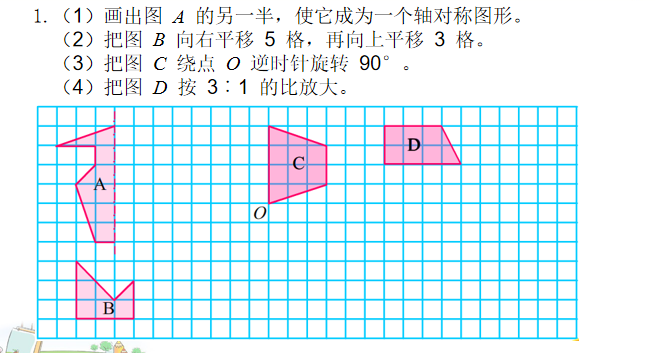 1. （1）画出图 A 的另一半，使它成为一个轴对称图形。
（2）把图 B 向右平移 5 格，再向上平移 3 格。
（3）把图 C 绕点 O 逆时针旋转 90°。
（4）把图 D 按 3∶1 的比放大。
D
C
A
O
B